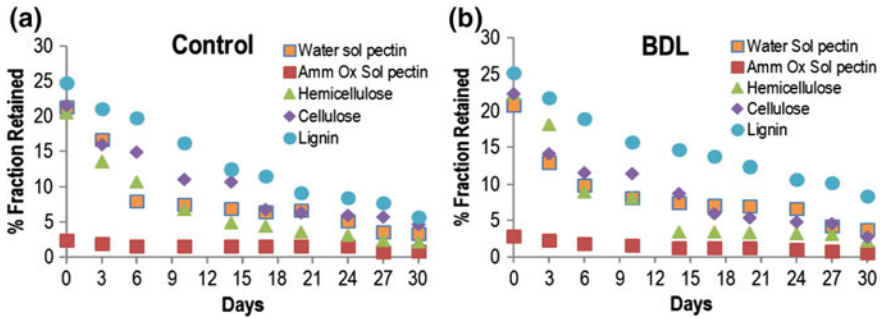 (a)
Control
% Fraction Retained
30
25
20
15
10
5
0
Water sol pectin
Amm Ox Sol pectin
Hemicellulose
Cellulose
Lignin
0 3 6 9 12 15 18 21 24 27 30
Days
(b)
BDL
% Fraction Retained
30
25
20
15
10
5
0
Water Sol pectin
Amm Ox Sol pectin
Hemicellulose
Cellulose
Lignin
0 3 6 9 12 15 18 21 24 27 30
Days